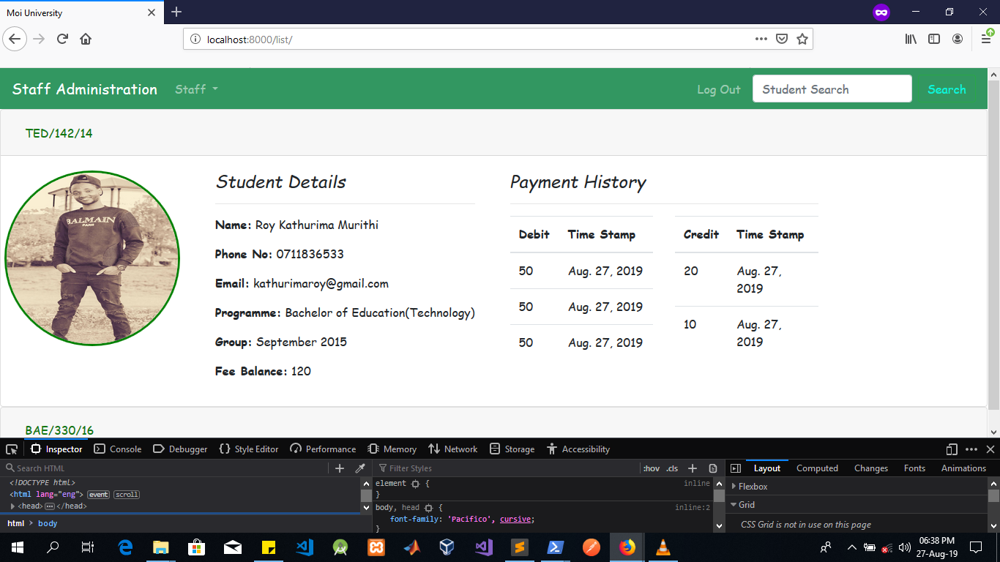 Moi University
localhost:8000/list/
Staff Administration Staff Log Out Student Search Search
TED/142/14
BALMAIN
PARIS
Student Details
Name: Roy Kathurima Murithi
Phone No: 0711836533
Email: kathurimaroy@gmail.com
Programme: Bachelor of Education(Technology)
Group: September 2015
Fee Balance: 120
Payment History
Debit Time Stamp
50 Aug. 27, 2019
50 Aug. 27, 2019
50 Aug. 27, 2019
Credit Time Stamp
20 Aug. 27,
2019
10 Aug. 27,
2019
BAE/330/16
Inspector Console Debugger Style Editor Performance Memory Network Storage Accessibility
Search HTML
<!DOCTYPE html>
<html lang="eng"> event scroll
<head> </head>
html > body
Filter Styles :hov .cls
element { inline
}
body, head { inline:2
font-family: 'Pacifico', cursive;
}
Layout Computed Changes Fonts Animations
Flexbox
Grid
CSS Grid is not in use on this page
06:38 PM
27-Aug-19